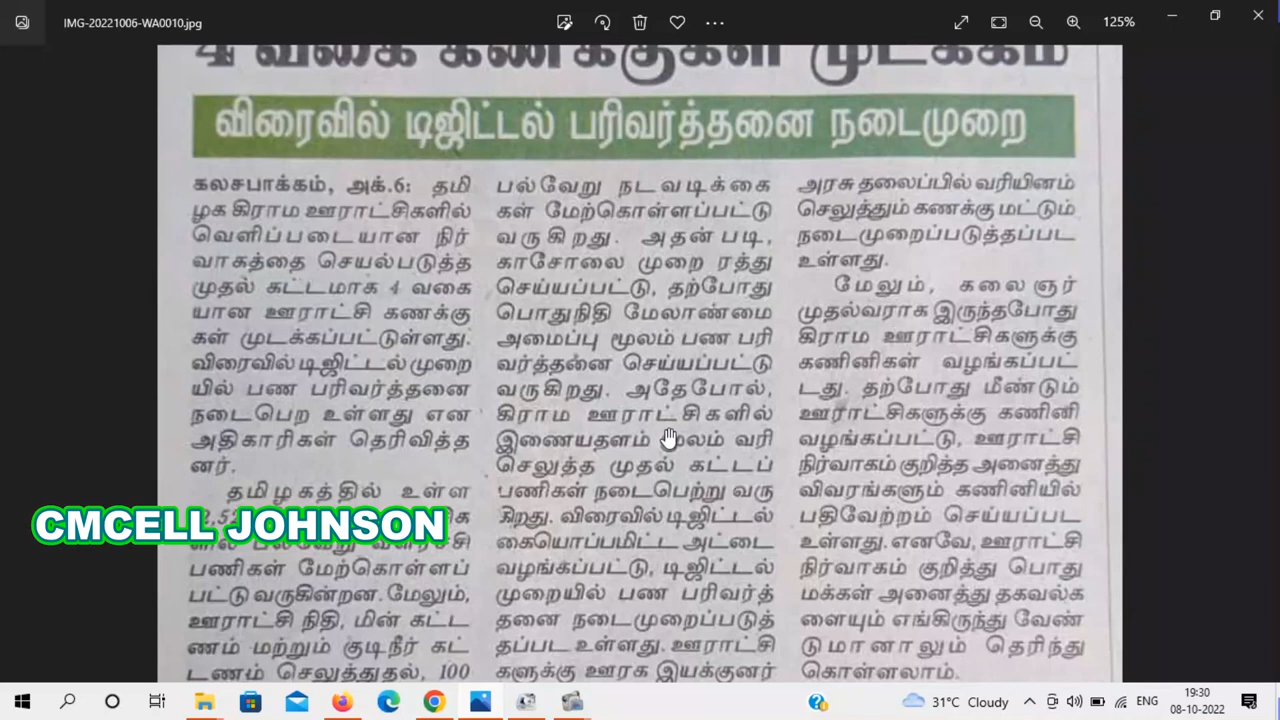 IMG-20221006-WA0010.jpg
125%
4 வகை கணக்குகள் முடக்கம்
விரைவில் டிஜிட்டல் பரிவர்த்தனை நடைமுறை
கலசபாக்கம், அக்.6: தமி
ழக கிராம ஊராட்சிகளில்
வெளிப்படையான நிர்
வாகத்தை செயல்படுத்த
முதல் கட்டமாக 4 வகை
யான ஊராட்சி கணக்கு
கள் முடக்கப்பட்டுள்ளது.
விரைவில் டிஜிட்டல் முறை
யில் பண பரிவர்த்தனை
நடைபெற உள்ளது என
அதிகாரிகள் தெரிவித்த
னர்.
தமிழகத்தில் உள்ள
பணிகள் மேற்கொள்ளப்
பட்டு வருகின்றன. மேலும்,
ஊராட்சி நிதி, மின் கட்ட
ணம் மற்றும் குடிநீர் கட்
டணம் செலுத்துதல், 100
பல்வேறு நடவடிக்கை
கள் மேற்கொள்ளப்பட்டு
வருகிறது. அதன் படி,
காசோலை முறை ரத்து
செய்யப்பட்டு, தற்போது
பொதுநிதி மேலாண்மை
அமைப்பு மூலம் பண பரி
வர்த்தனை செய்யப்பட்டு
வருகிறது. அதேபோல்,
கிராம ஊராட்சிகளில்
இணையதளம் மூலம் வரி
செலுத்த முதல் கட்டப்
பணிகள் நடைபெற்று வரு
கிறது. விரைவில் டிஜிட்டல்
கையொப்பமிட்ட அட்டை
வழங்கப்பட்டு, டிஜிட்டல்
முறையில் பண பரிவர்த்
தனை நடைமுறைப்படுத்
தப்பட உள்ளது. ஊராட்சி
களுக்கு ஊரக இயக்குனர்
அரசு தலைப்பில் வரியினம்
செலுத்தும் கணக்கு மட்டும்
நடைமுறைப்படுத்தப்பட
உள்ளது.
மேலும், கலைஞர்
முதல்வராக இருந்தபோது
கிராம ஊராட்சிகளுக்கு
கணினிகள் வழங்கப்பட்
டது. தற்போது மீண்டும்
ஊராட்சிகளுக்கு கணினி
வழங்கப்பட்டு, ஊராட்சி
நிர்வாகம் குறித்த அனைத்து
விவரங்களும் கணினியில்
பதிவேற்றம் செய்யப்பட
உள்ளது. எனவே, ஊராட்சி
நிர்வாகம் குறித்து பொது
மக்கள் அனைத்து தகவல்க
ளையும் எங்கிருந்து வேண்
டுமானாலும் தெரிந்து
கொள்ளலாம்.
CMCELL JOHNSON
31°C Cloudy
ENG
19:30
08-10-2022